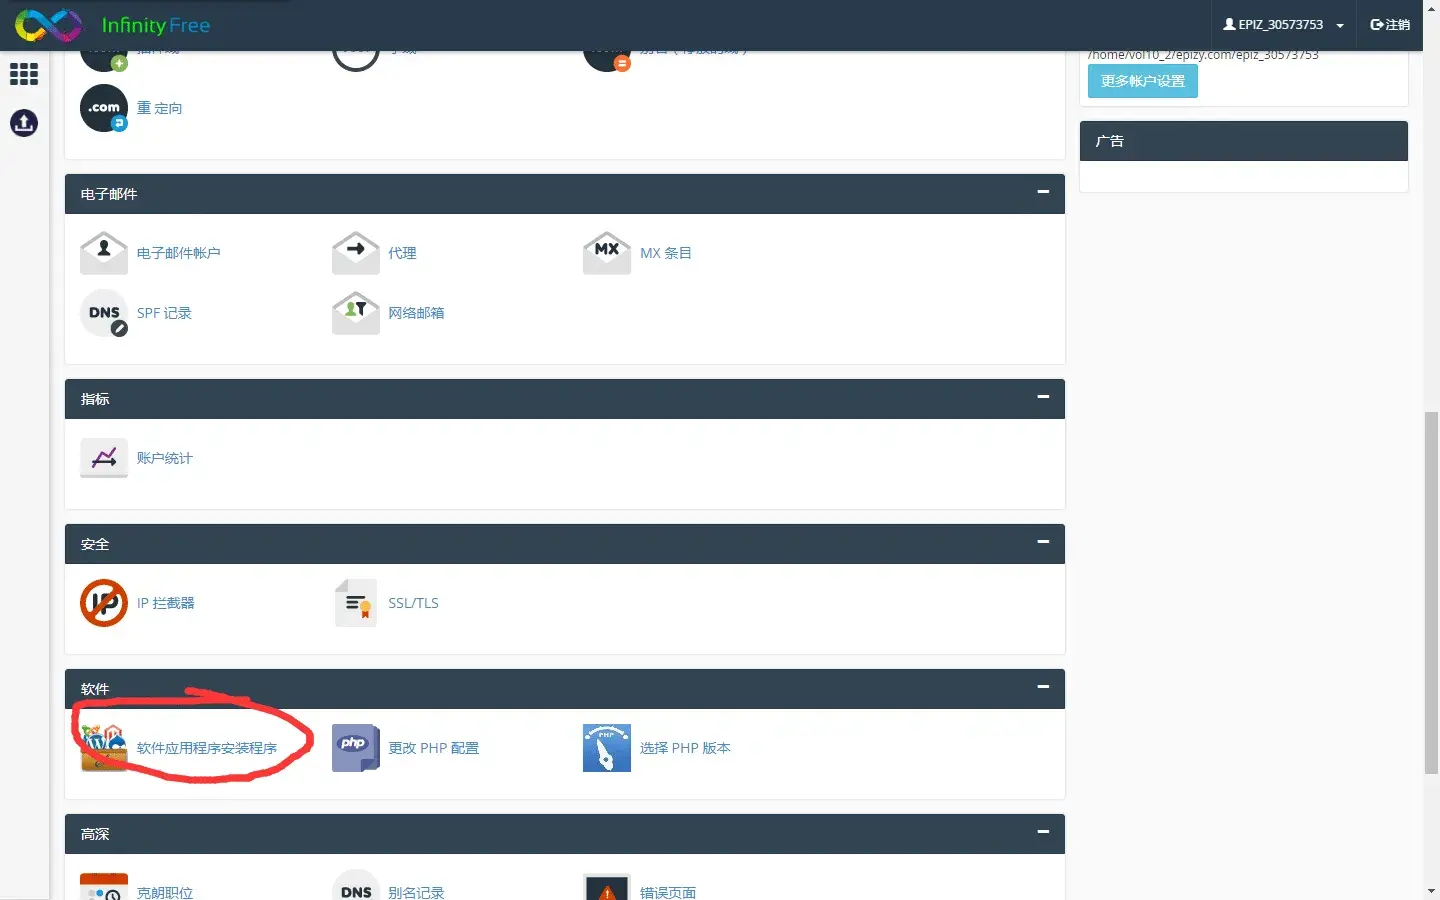 Infinity Free
EPIZ_30573753
注销
/home/vol10_2/epizy.com/epiz_30573753
更多帐户设置
.com
重 定向
广告
电子邮件
电子邮件帐户
代理
MX
MX 条目
DNS
SPF 记录
网络邮箱
指标
账户统计
安全
IP
IP 拦截器
SSL/TLS
软件
软件应用程序安装程序
php
更改 PHP 配置
PHP
选择 PHP 版本
高深
克朗职位
DNS
别名记录
错误页面